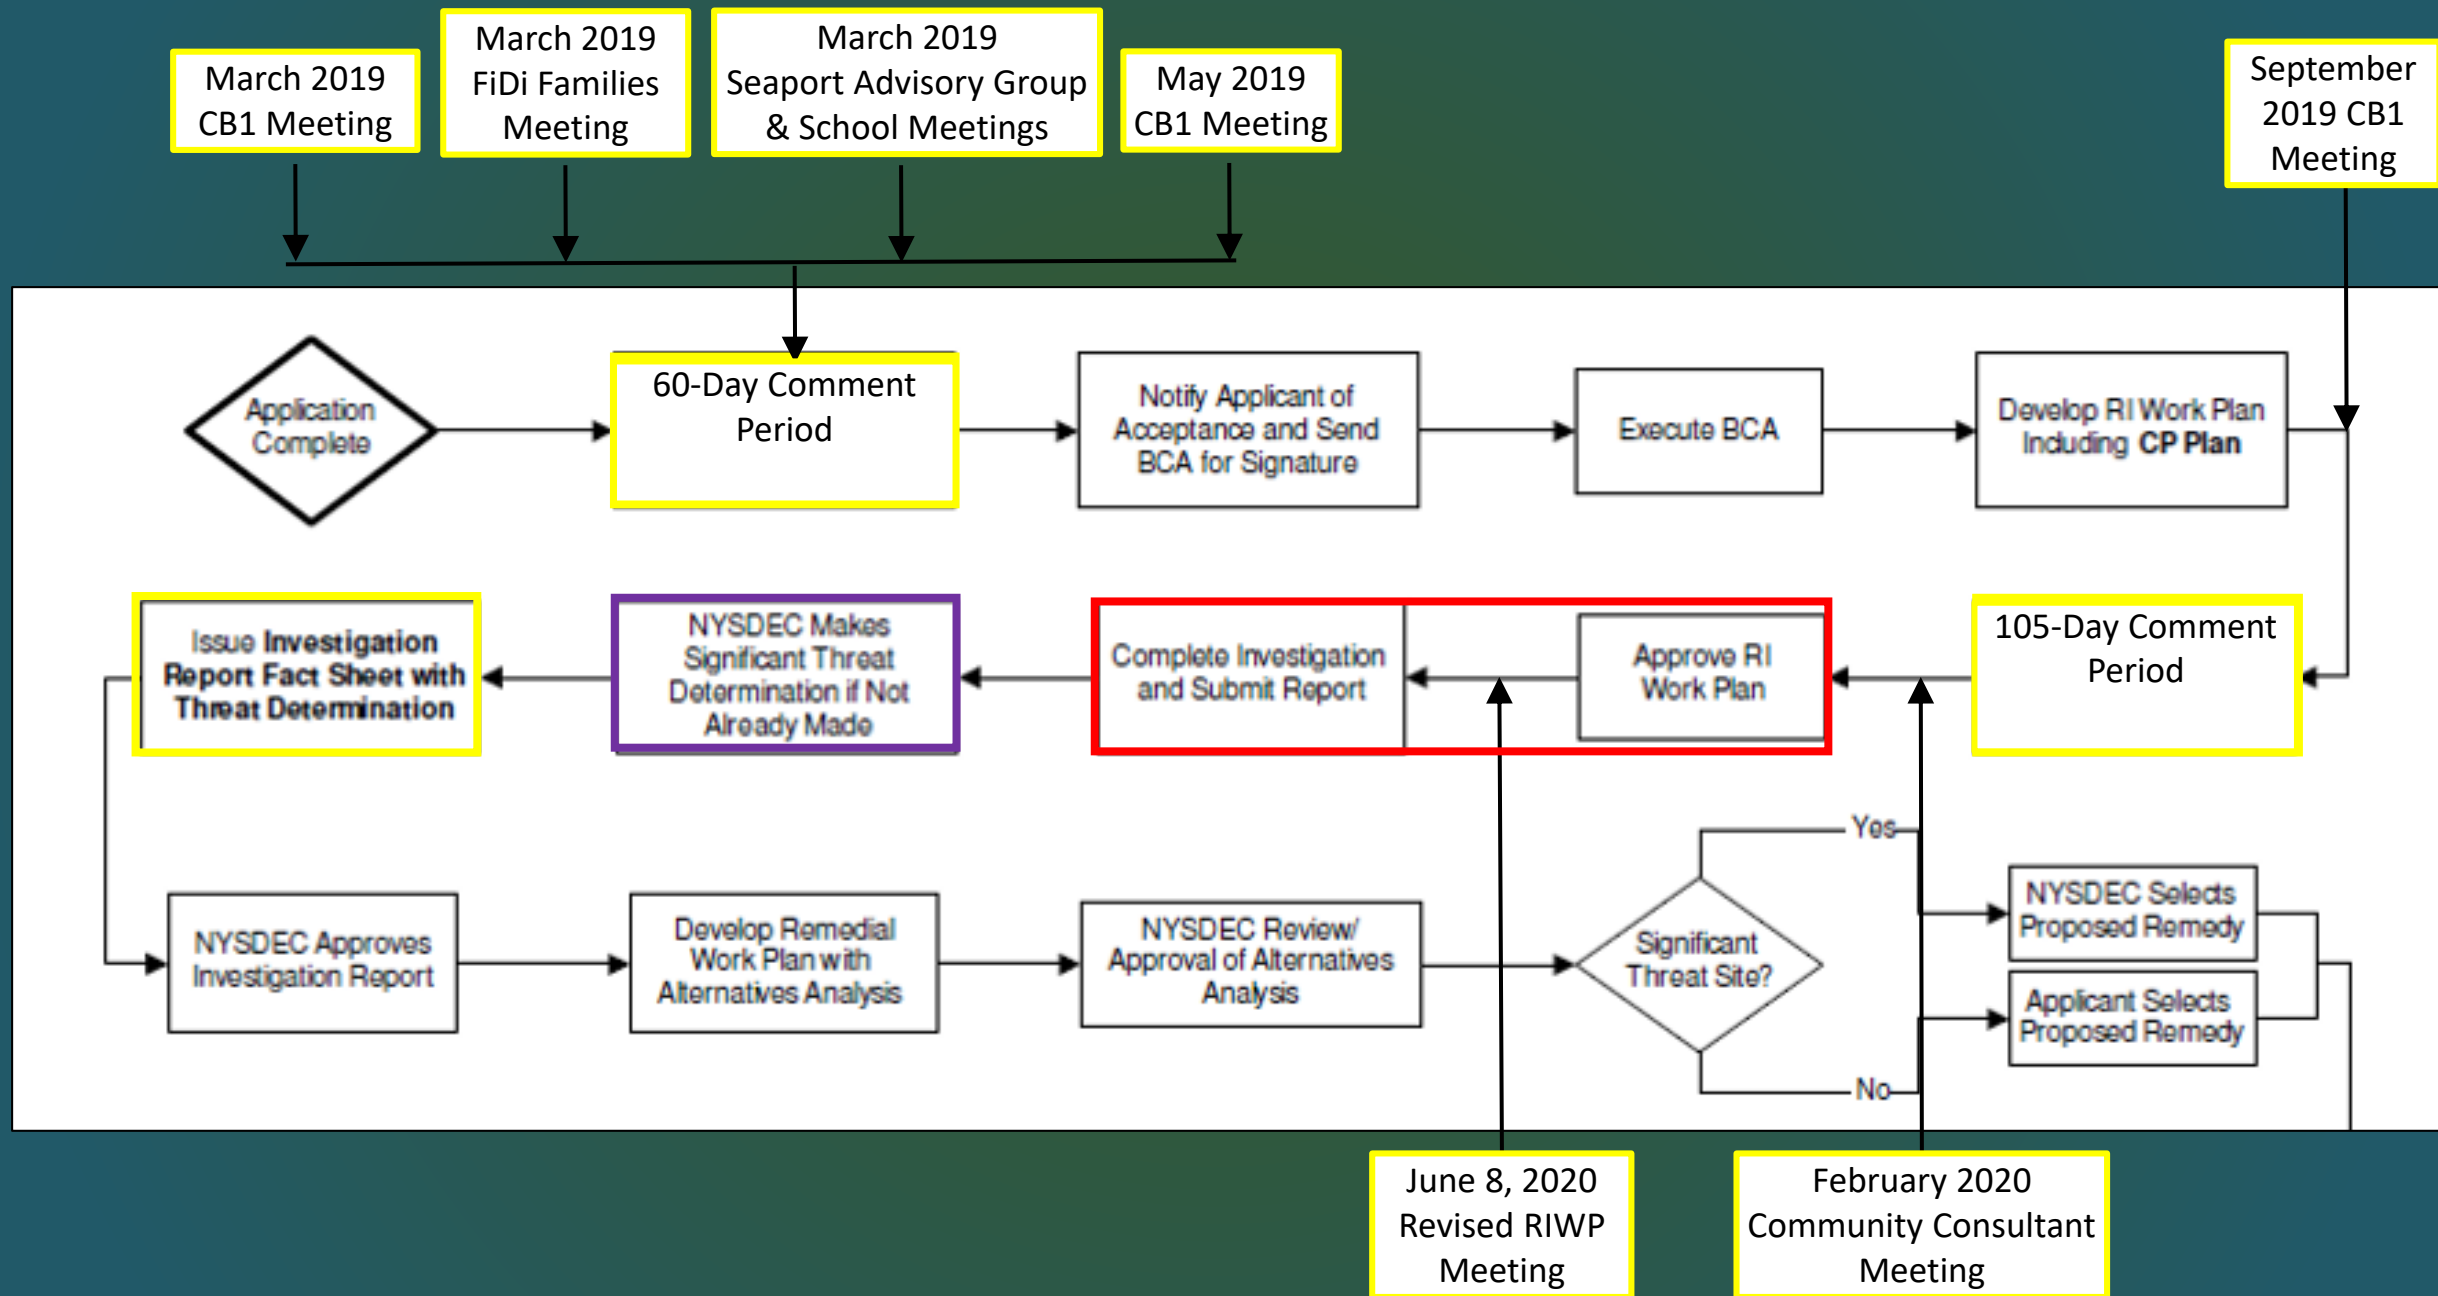 March 2019
CB1 Meeting
March 2019
FiDi Families
Meeting
March 2019
Seaport Advisory Group
& School Meetings
May 2019
CB1 Meeting
September
2019 CB1
Meeting
Application
Complete
60-Day Comment
Period
Notify Applicant of
Acceptance and Send
BCA for Signature
Execute BCA
Develop RI Work Plan
Including CP Plan
105-Day Comment
Period
Approve RI
Work Plan
Complete Investigation
and Submit Report
NYSDEC Makes
Significant Threat
Determination if Not
Already Made
Issue Investigation
Report Fact Sheet with
Threat Determination
NYSDEC Approves
Investigation Report
Develop Remedial
Work Plan with
Alternatives Analysis
NYSDEC Review/
Approval of Alternatives
Analysis
Significant
Threat Site?
Yes
No
NYSDEC Selects
Proposed Remedy
Applicant Selects
Proposed Remedy
June 8, 2020
Revised RIWP
Meeting
February 2020
Community Consultant
Meeting